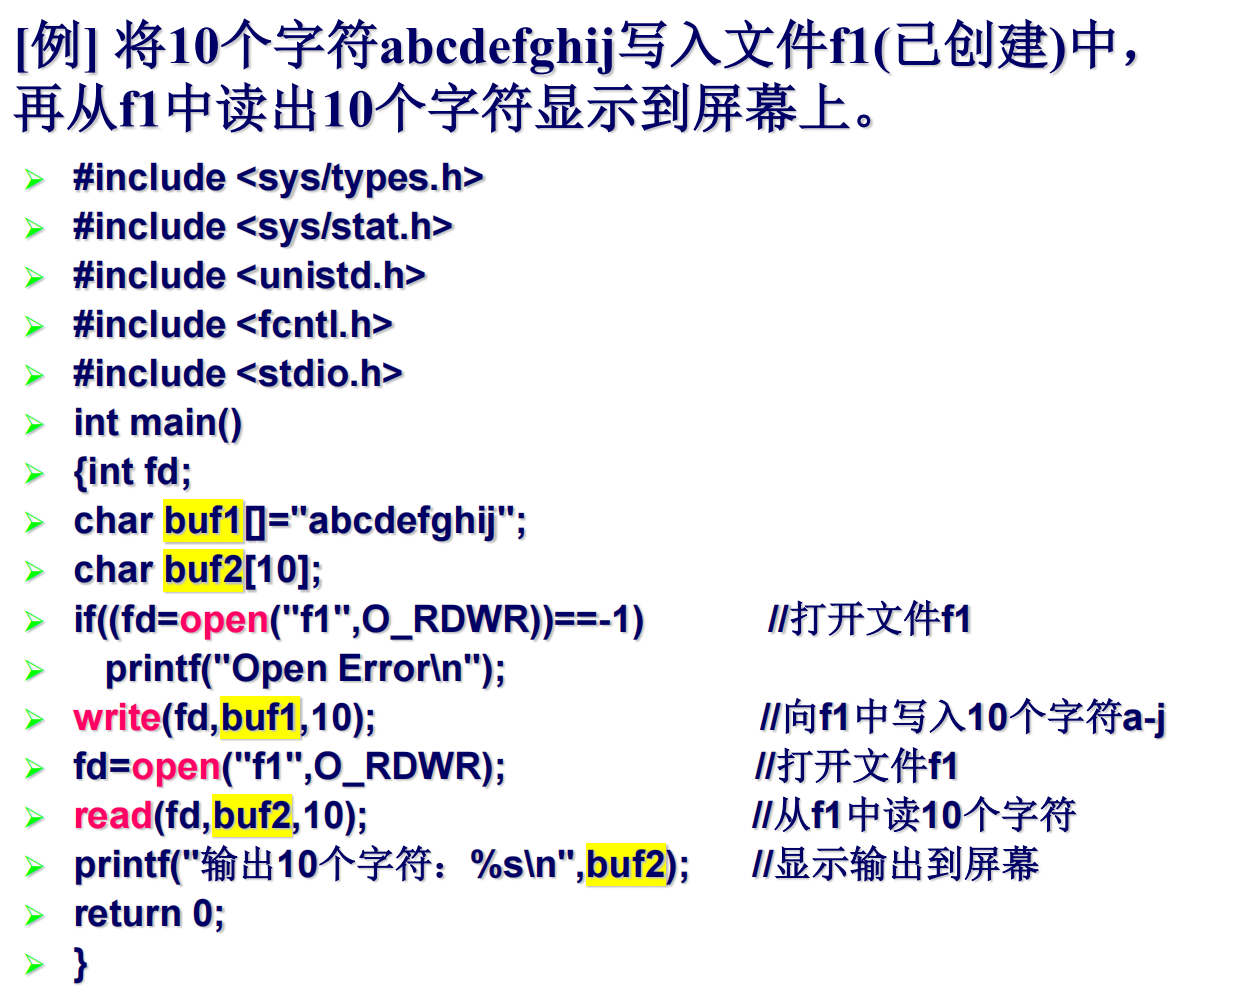 [例] 将10个字符abcdefghij写入文件f1(已创建)中，
再从f1中读出10个字符显示到屏幕上。
#include <sys/types.h>
#include <sys/stat.h>
#include <unistd.h>
#include <fcntl.h>
#include <stdio.h>
int main()
{int fd;
char buf1[]="abcdefghij";
char buf2[10];
if((fd=open("f1",O_RDWR))==-1) //打开文件f1
printf("Open Error\n");
write(fd,buf1,10); //向f1中写入10个字符a-j
fd=open("f1",O_RDWR); //打开文件f1
read(fd,buf2,10); //从f1中读10个字符
printf("输出10个字符：%s\n",buf2); //显示输出到屏幕
return 0;
}